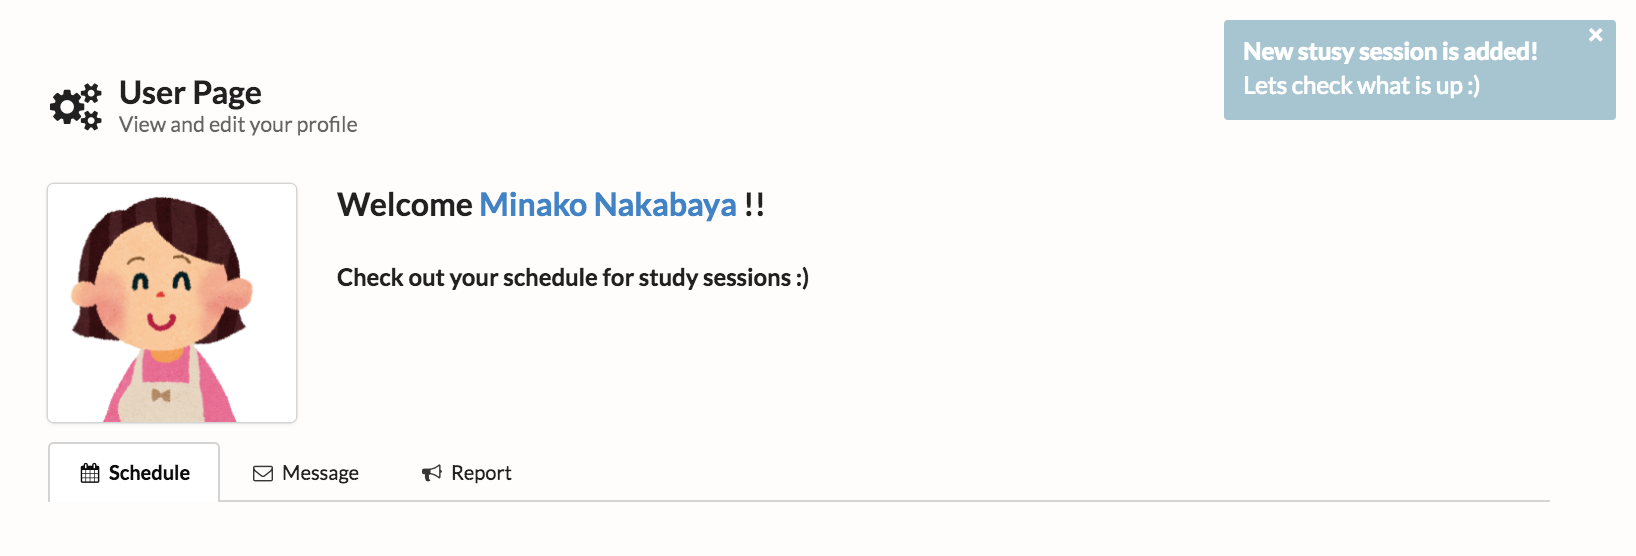 New stusy session is added!
Lets check what is up :)
User Page
View and edit your profile
Welcome Minako Nakabaya !!
Check out your schedule for study sessions :)
Schedule
Message
Report